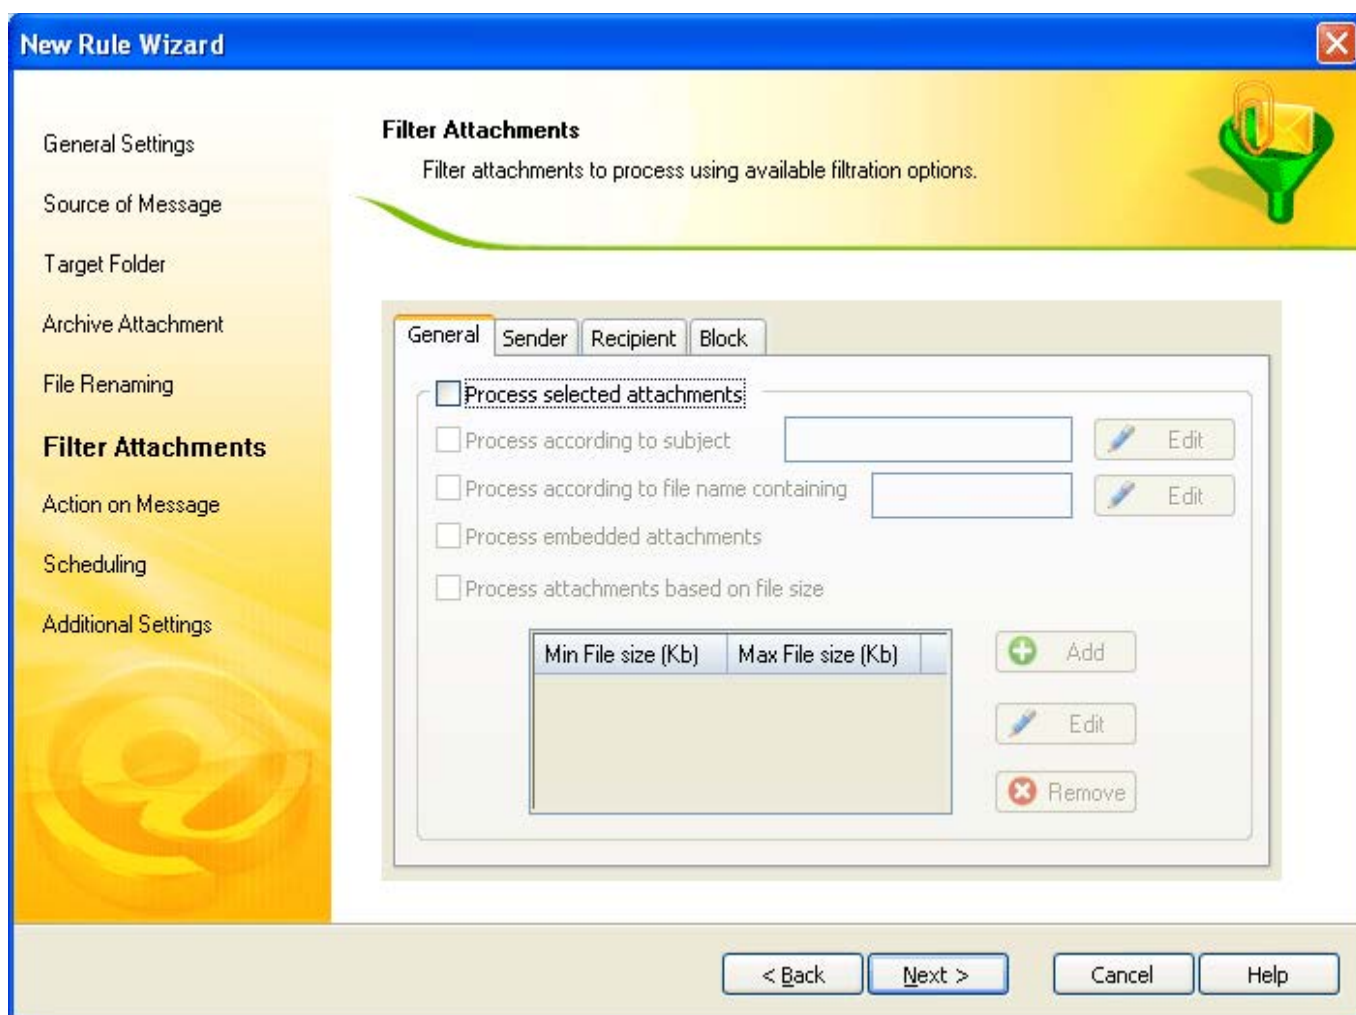 New Rule Wizard
General Settings
Source of Message
Target Folder
Archive Attachment
File Renaming
Filter Attachments
Action on Message
Scheduling
Additional Settings
Filter Attachments
Filter attachments to process using available filtration options.
General Sender Recipient Block
Process selected attachments
Process according to subject Edit
Process according to file name containing Edit
Process embedded attachments
Process attachments based on file size
Min File size (Kb) Max File size (Kb) Add
Edit
Remove
< Back Next > Cancel Help